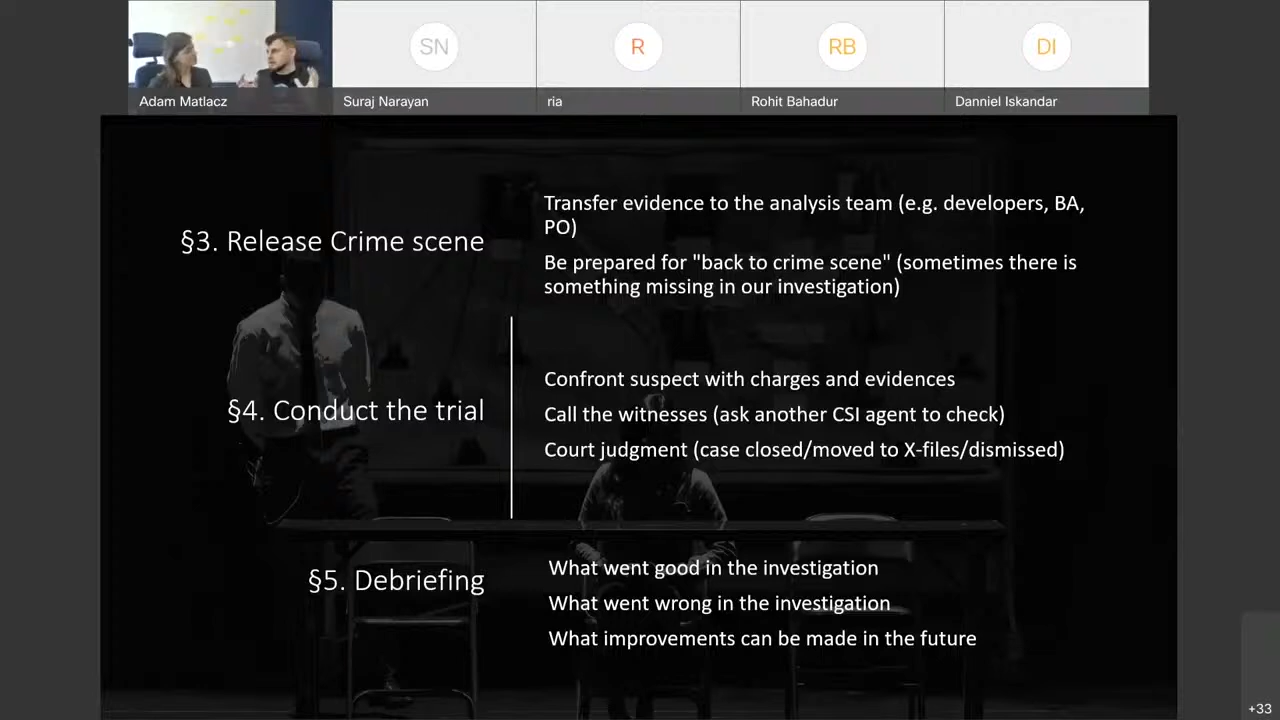 SN
R
RB
DI
Adam Matlacz
Suraj Narayan
ria
Rohit Bahadur
Danniel Iskandar
§3. Release Crime scene
Transfer evidence to the analysis team (e.g. developers, BA,
PO)
Be prepared for "back to crime scene" (sometimes there is
something missing in our investigation)
§4. Conduct the trial
Confront suspect with charges and evidences
Call the witnesses (ask another CSI agent to check)
Court judgment (case closed/moved to X-files/dismissed)
§5. Debriefing
What went good in the investigation
What went wrong in the investigation
What improvements can be made in the future
+33